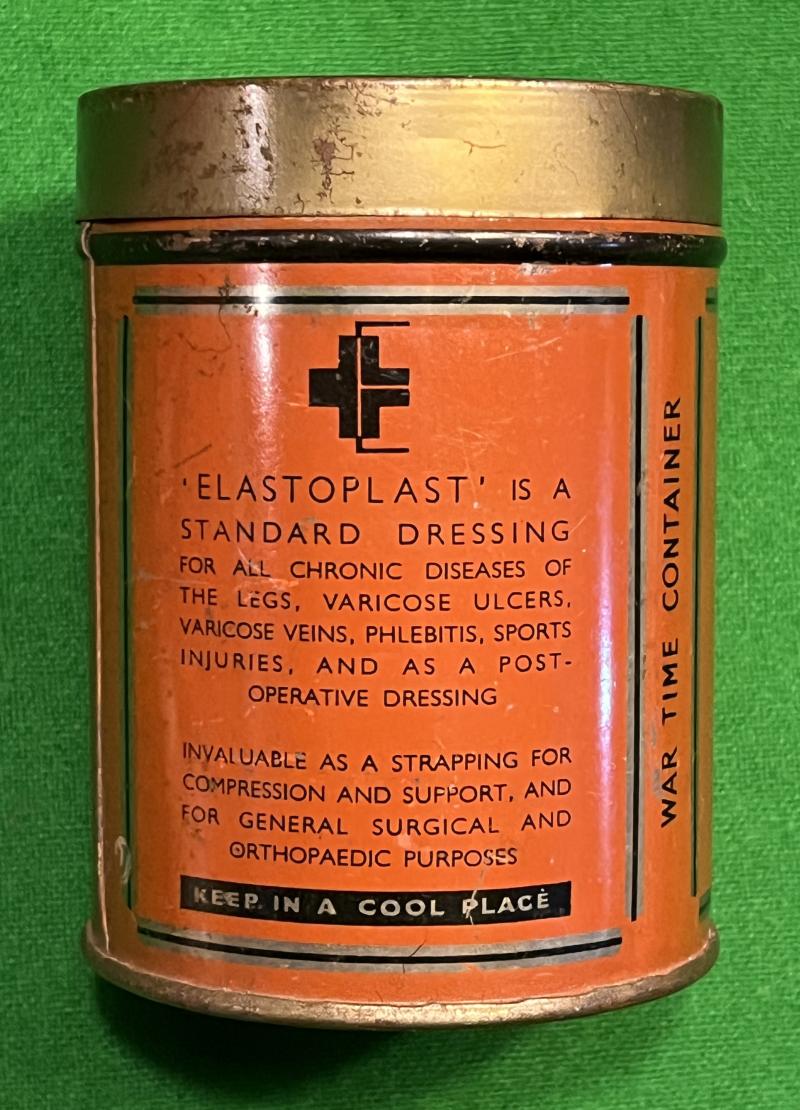 'ELASTOPLAST' IS A
STANDARD DRESSING
FOR ALL CHRONIC DISEASES OF
THE LEGS, VARICOSE ULCERS,
VARICOSE VEINS, PHLEBITIS, SPORTS
INJURIES, AND AS A POST-
OPERATIVE DRESSING
INVALUABLE AS A STRAPPING FOR
COMPRESSION AND SUPPORT, AND
FOR GENERAL SURGICAL AND
ORTHOPAEDIC PURPOSES
KEEP IN A COOL PLACE
WAR TIME CONTAINER